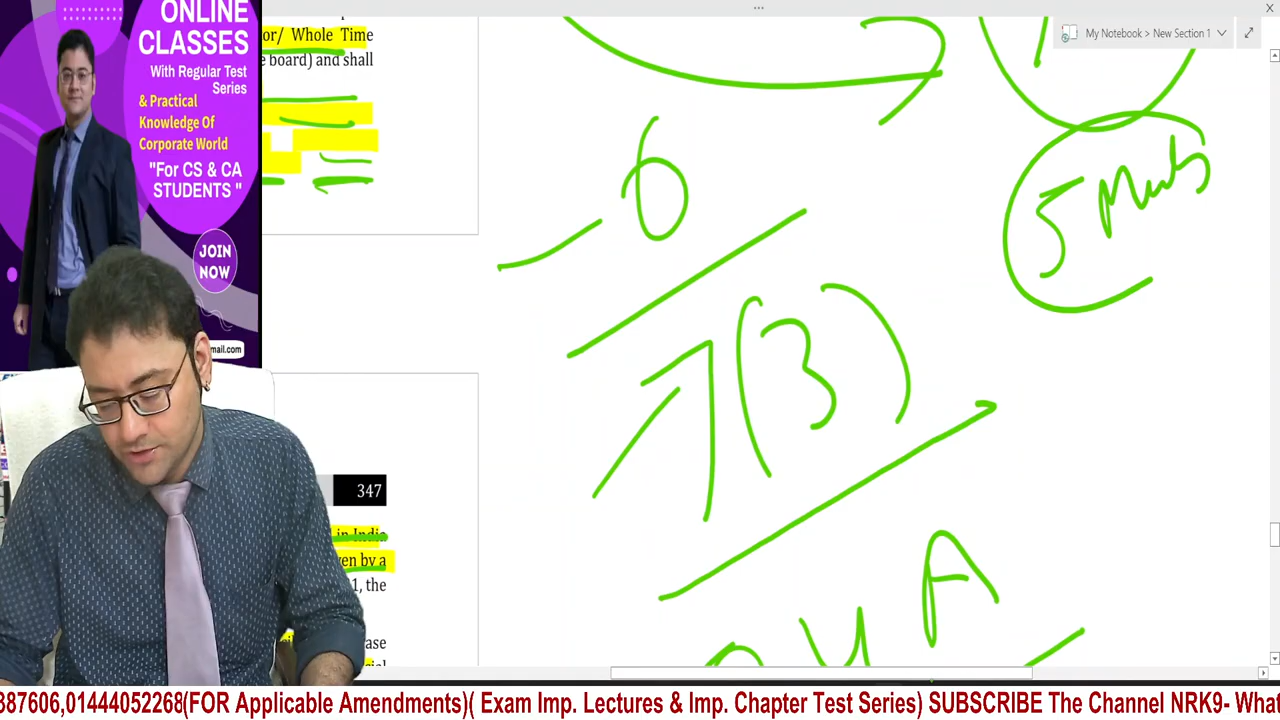 ONLINE
CLASSES
With Regular Test
Series
& Practical
Knowledge Of
Corporate World
"For CS & CA
STUDENTS "
JOIN
NOW
mail.com
or/ Whole Time
e board) and shall
347
in India
ven by a
1, the
ase
My Notebook > New Section 1
6
5 Marks
7(3)
A
387606,01444052268(FOR Applicable Amendments)( Exam Imp. Lectures & Imp. Chapter Test Series) SUBSCRIBE The Channel NRK9- Wha